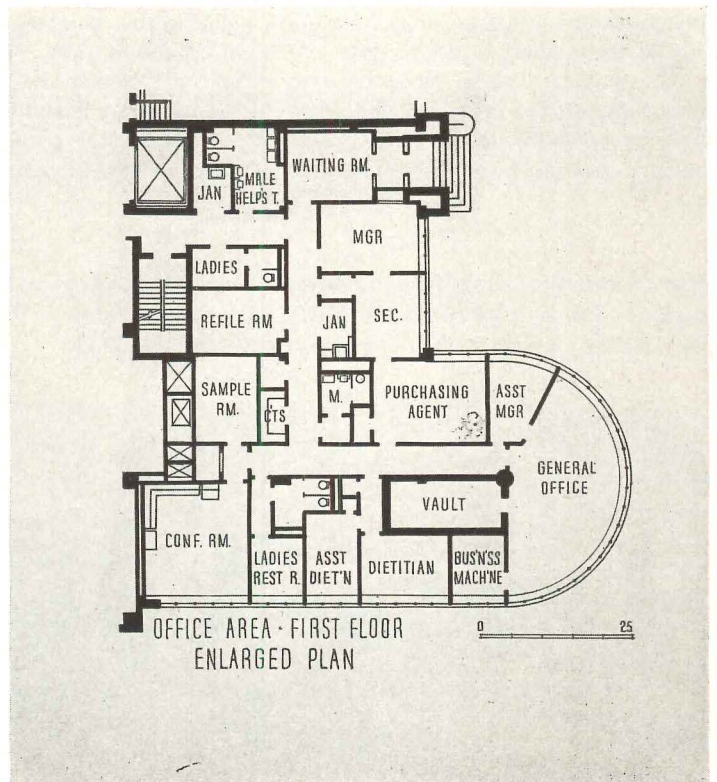 WAITING RM.
JAN
MRLE
HELP'S T.
MGR
LADIES
REFILE RM
JAN
SEC.
SAMPLE
RM.
CTS
M.
PURCHASING
AGENT
ASST
MGR
GENERAL
OFFICE
VAULT
CONF. RM.
LADIES
REST R.
ASST
DIET'N
DIETITIAN
BUS'N'SS
MACH'NE
OFFICE AREA · FIRST FLOOR
ENLARGED PLAN
0 25